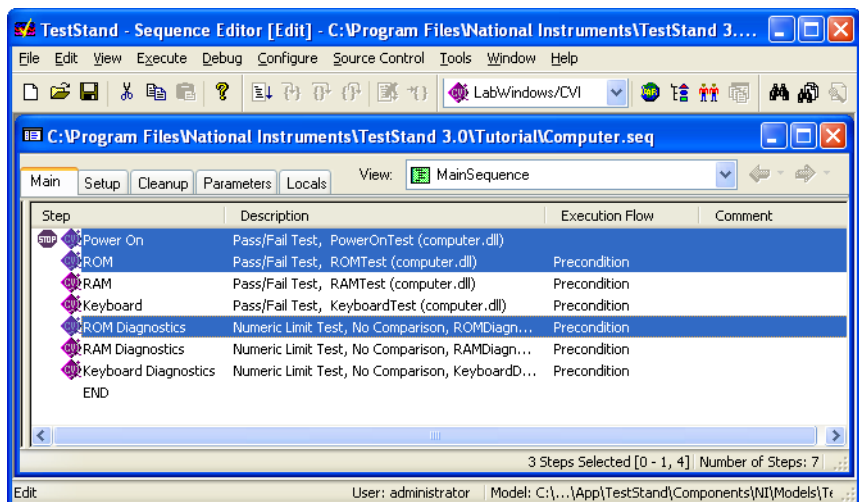 TestStand - Sequence Editor [Edit] - C:\Program Files\National Instruments\TestStand 3....
File Edit View Execute Debug Configure Source Control Tools Window Help
LabWindows/CVI
C:\Program Files\National Instruments\TestStand 3.0\Tutorial\Computer.seq
Main Setup Cleanup Parameters Locals View: MainSequence
Step Description Execution Flow Comment
STOP Power On Pass/Fail Test, PowerOnTest (computer.dll)
ROM Pass/Fail Test, ROMTest (computer.dll) Precondition
RAM Pass/Fail Test, RAMTest (computer.dll) Precondition
Keyboard Pass/Fail Test, KeyboardTest (computer.dll) Precondition
ROM Diagnostics Numeric Limit Test, No Comparison, ROMDiagn... Precondition
RAM Diagnostics Numeric Limit Test, No Comparison, RAMDiagn... Precondition
Keyboard Diagnostics Numeric Limit Test, No Comparison, KeyboardD... Precondition
END
3 Steps Selected [0 - 1, 4] Number of Steps: 7
Edit User: administrator Model: C:\...\App\TestStand\Components\NI\Models\Te